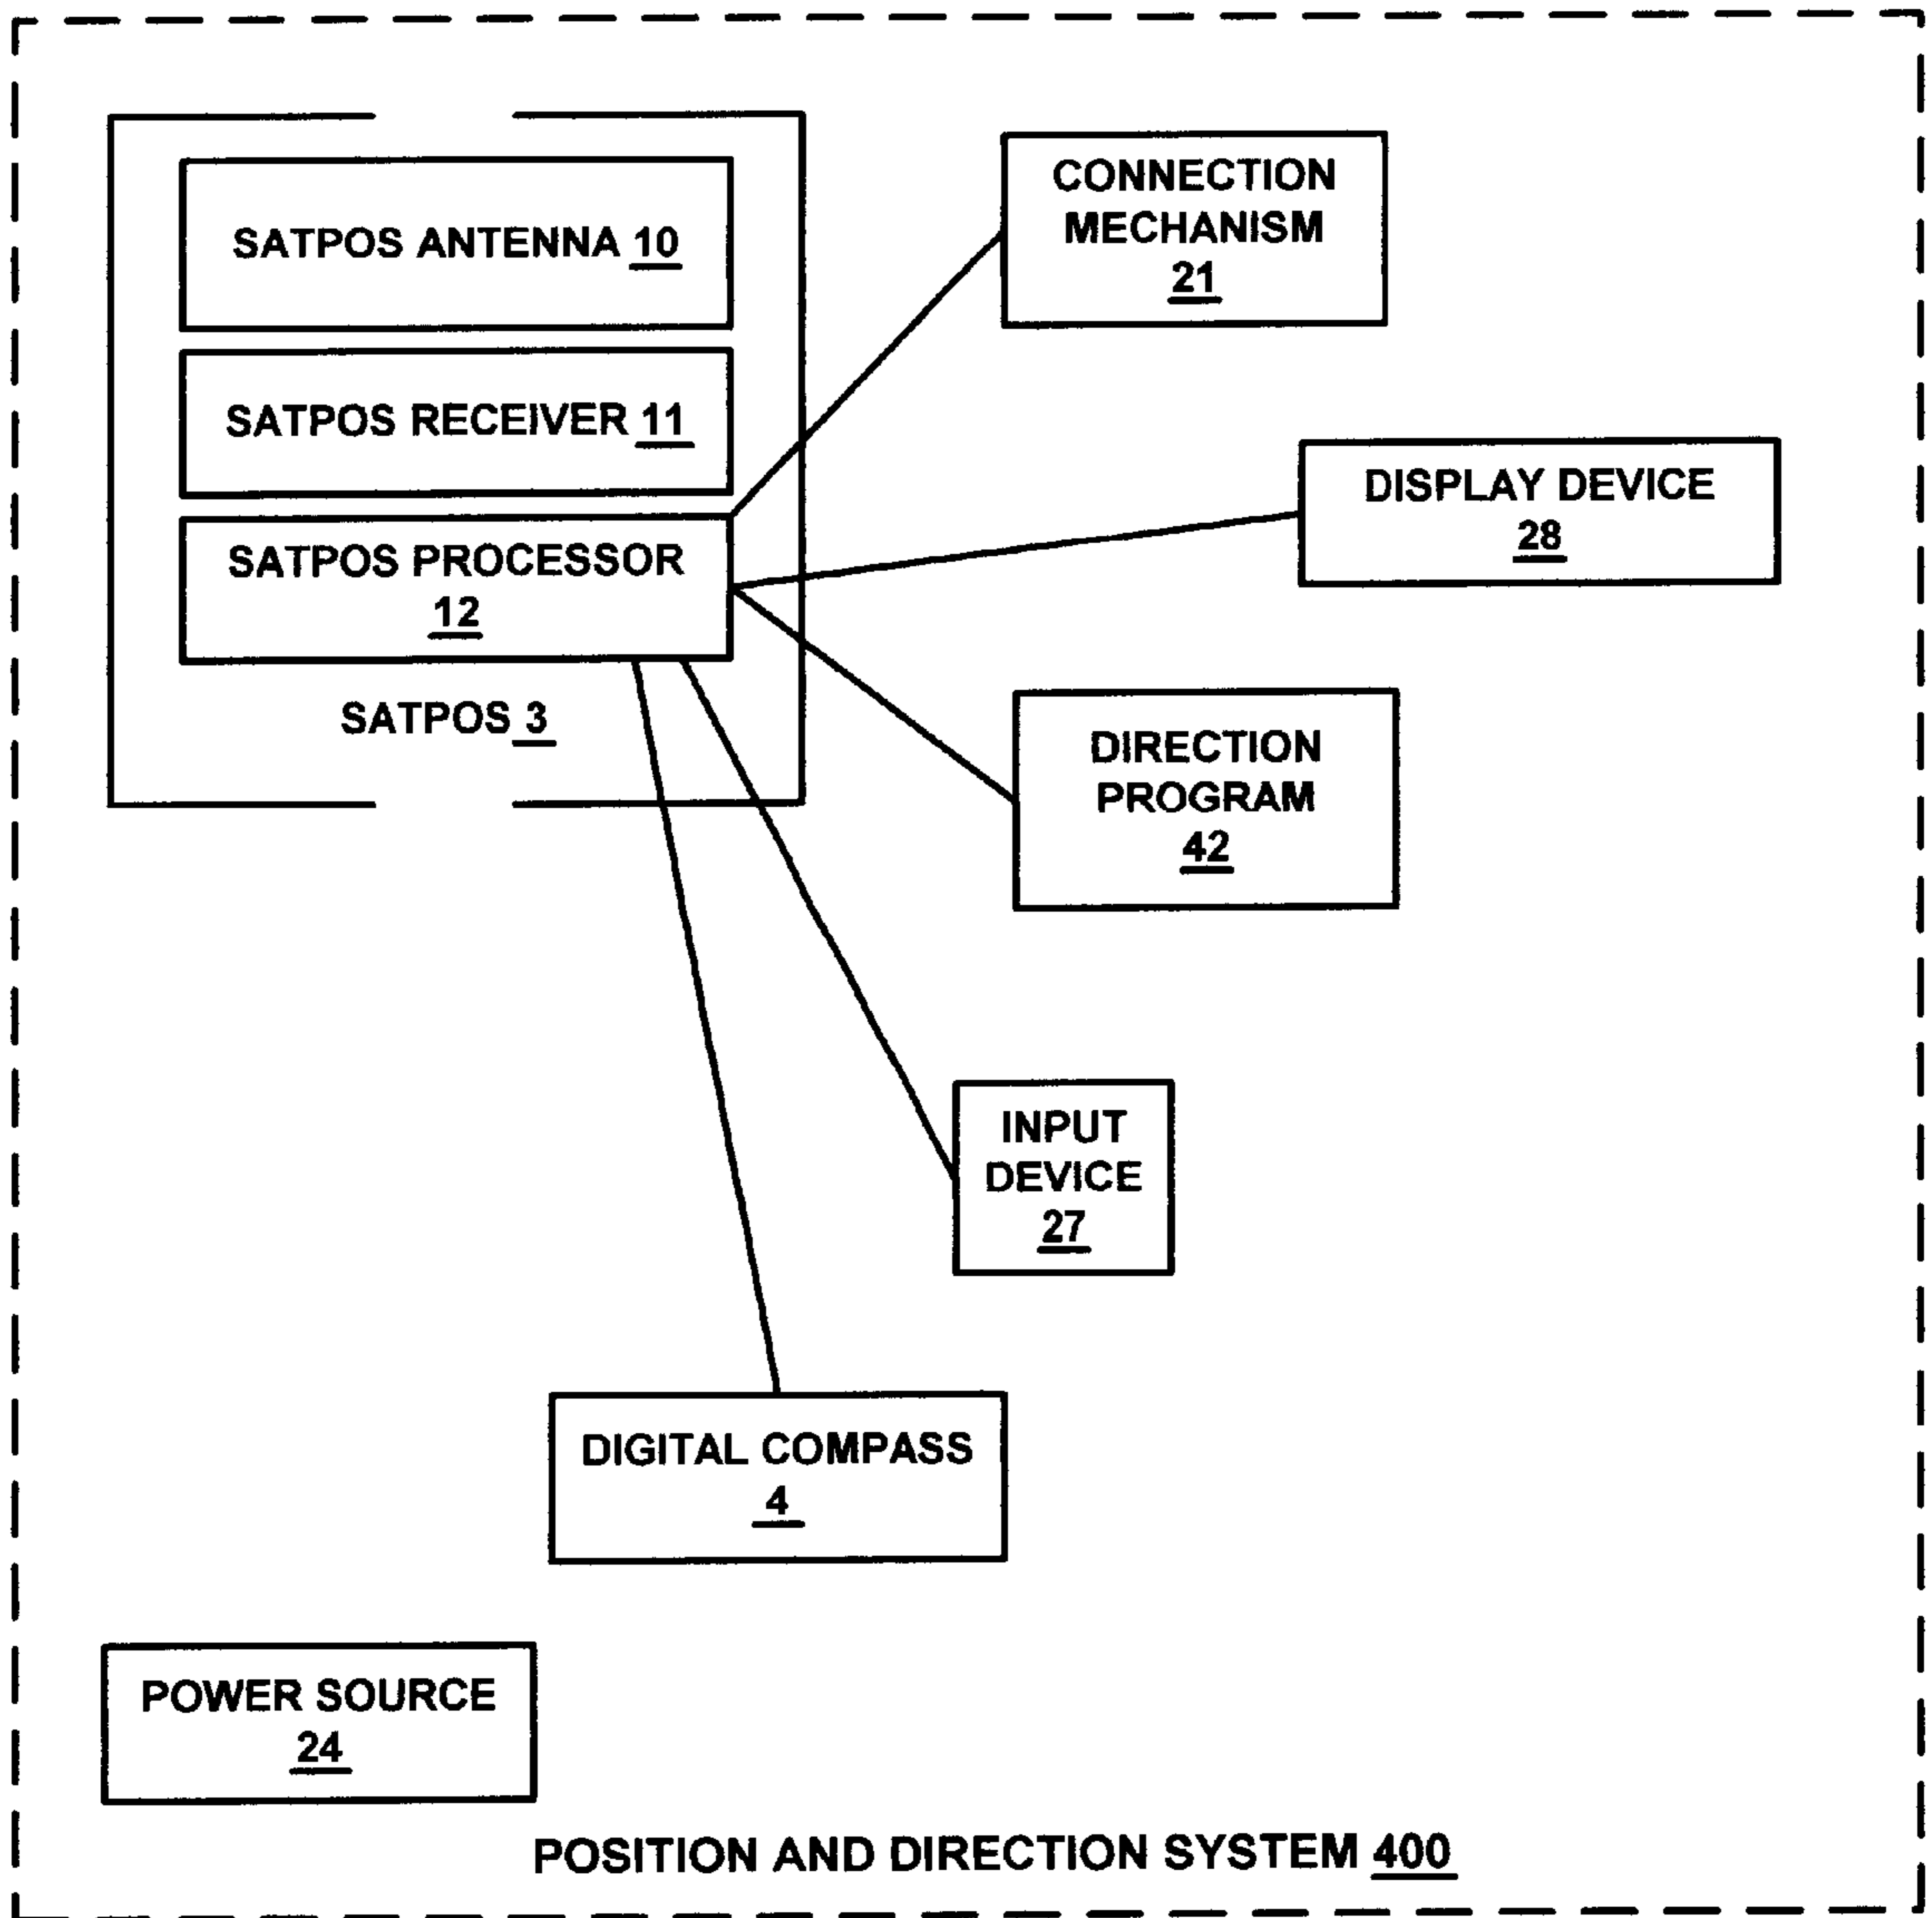 SATPOS ANTENNA 10
SATPOS RECEIVER 11
SATPOS PROCESSOR
12
SATPOS 3
CONNECTION
MECHANISM
21
DISPLAY DEVICE
28
DIRECTION
PROGRAM
42
INPUT
DEVICE
27
DIGITAL COMPASS
4
POWER SOURCE
24
POSITION AND DIRECTION SYSTEM 400